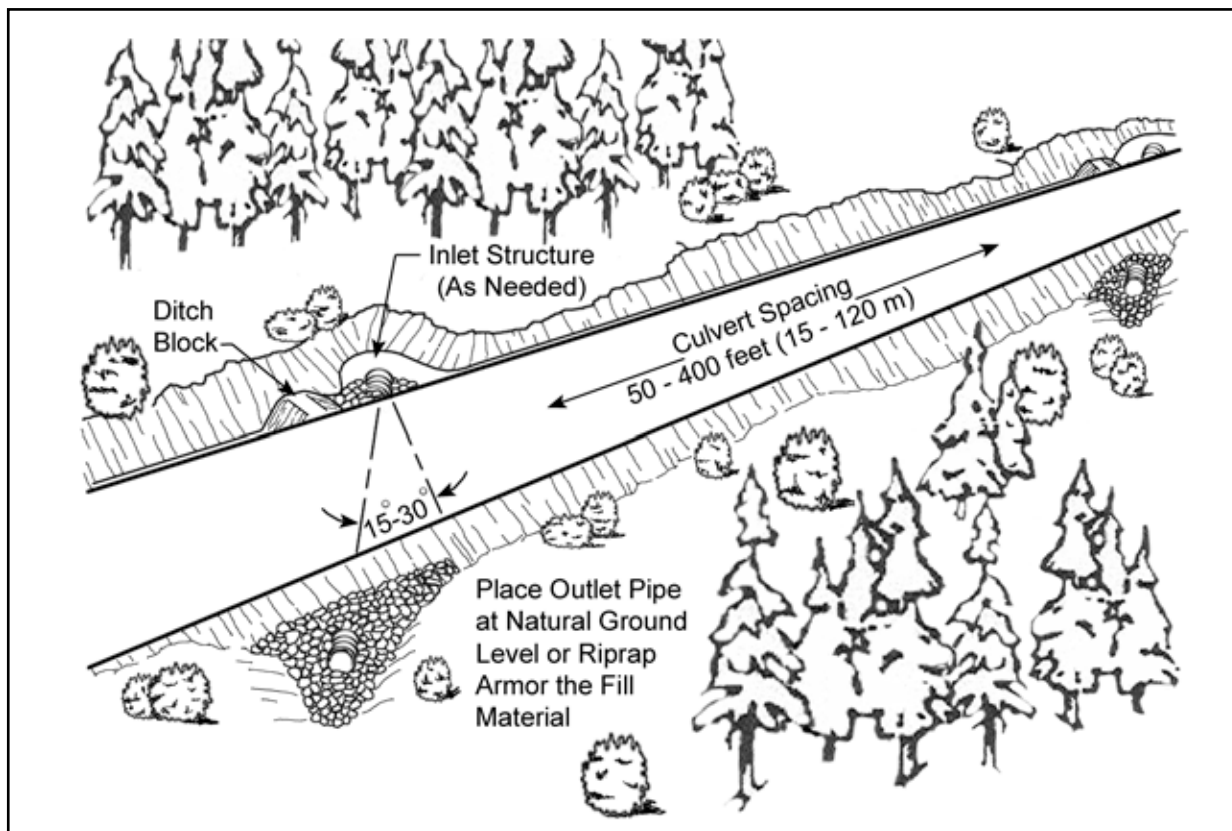 Inlet Structure
(As Needed)
Ditch
Block
Culvert Spacing
50 - 400 feet (15 - 120 m)
15-30°
Place Outlet Pipe
at Natural Ground
Level or Riprap
Armor the Fill
Material